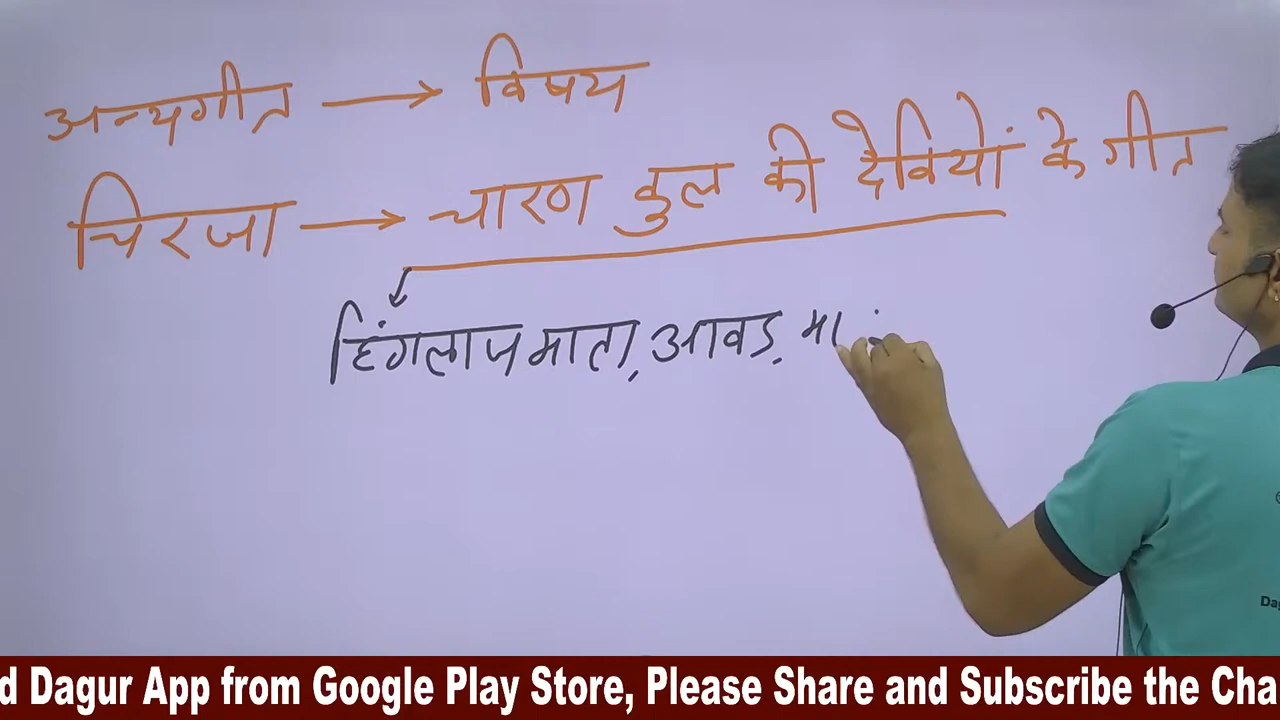 अन्यगीत → विषय
चिरजा → चारण कुल की देवियों के गीत
हिंगलाज माता, आवड़, मा
d Dagur App from Google Play Store, Please Share and Subscribe the Cha